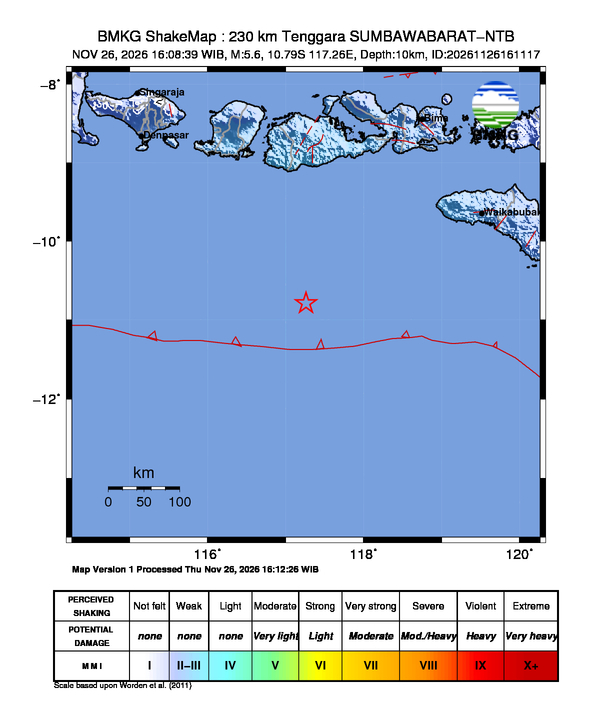 BMKG ShakeMap : 230 km Tenggara SUMBAWABARAT−NTB
NOV 26, 2026 16:08:39 WIB, M:5.6, 10.79S 117.26E, Depth:10km, ID:20261126161117
−8˚
Singaraja
Denpasar
Bima
BMKG
Waikabubak
−10˚
−12˚
km
0 50 100
116˚ 118˚ 120˚
Map Version 1 Processed Thu Nov 26, 2026 16:12:26 WIB
PERCEIVED SHAKING Not felt Weak Light Moderate Strong Very strong Severe Violent Extreme
POTENTIAL DAMAGE none none none Very light Light Moderate Mod./Heavy Heavy Very heavy
MMI I II−III IV V VI VII VIII IX X+
Scale based upon Worden et al. (2011)